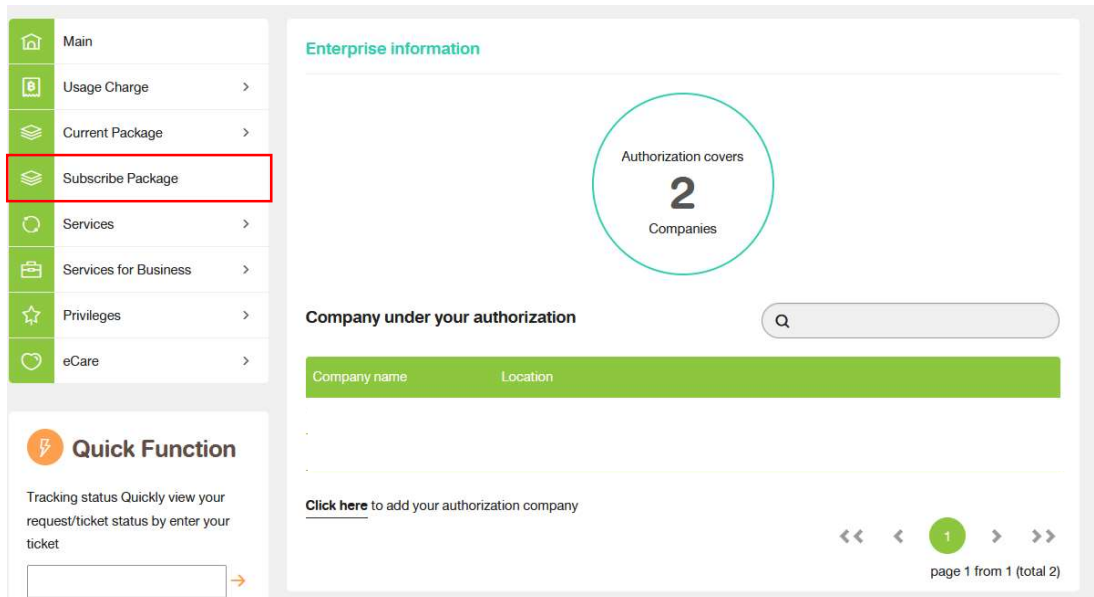 Main
Usage Charge
Current Package
Subscribe Package
Services
Services for Business
Privileges
eCare
Quick Function
Tracking status Quickly view your
request/ticket status by enter your
ticket
Enterprise information
Authorization covers
2
Companies
Company under your authorization
Company name Location
Click here to add your authorization company
<< < 1 > >>
page 1 from 1 (total 2)